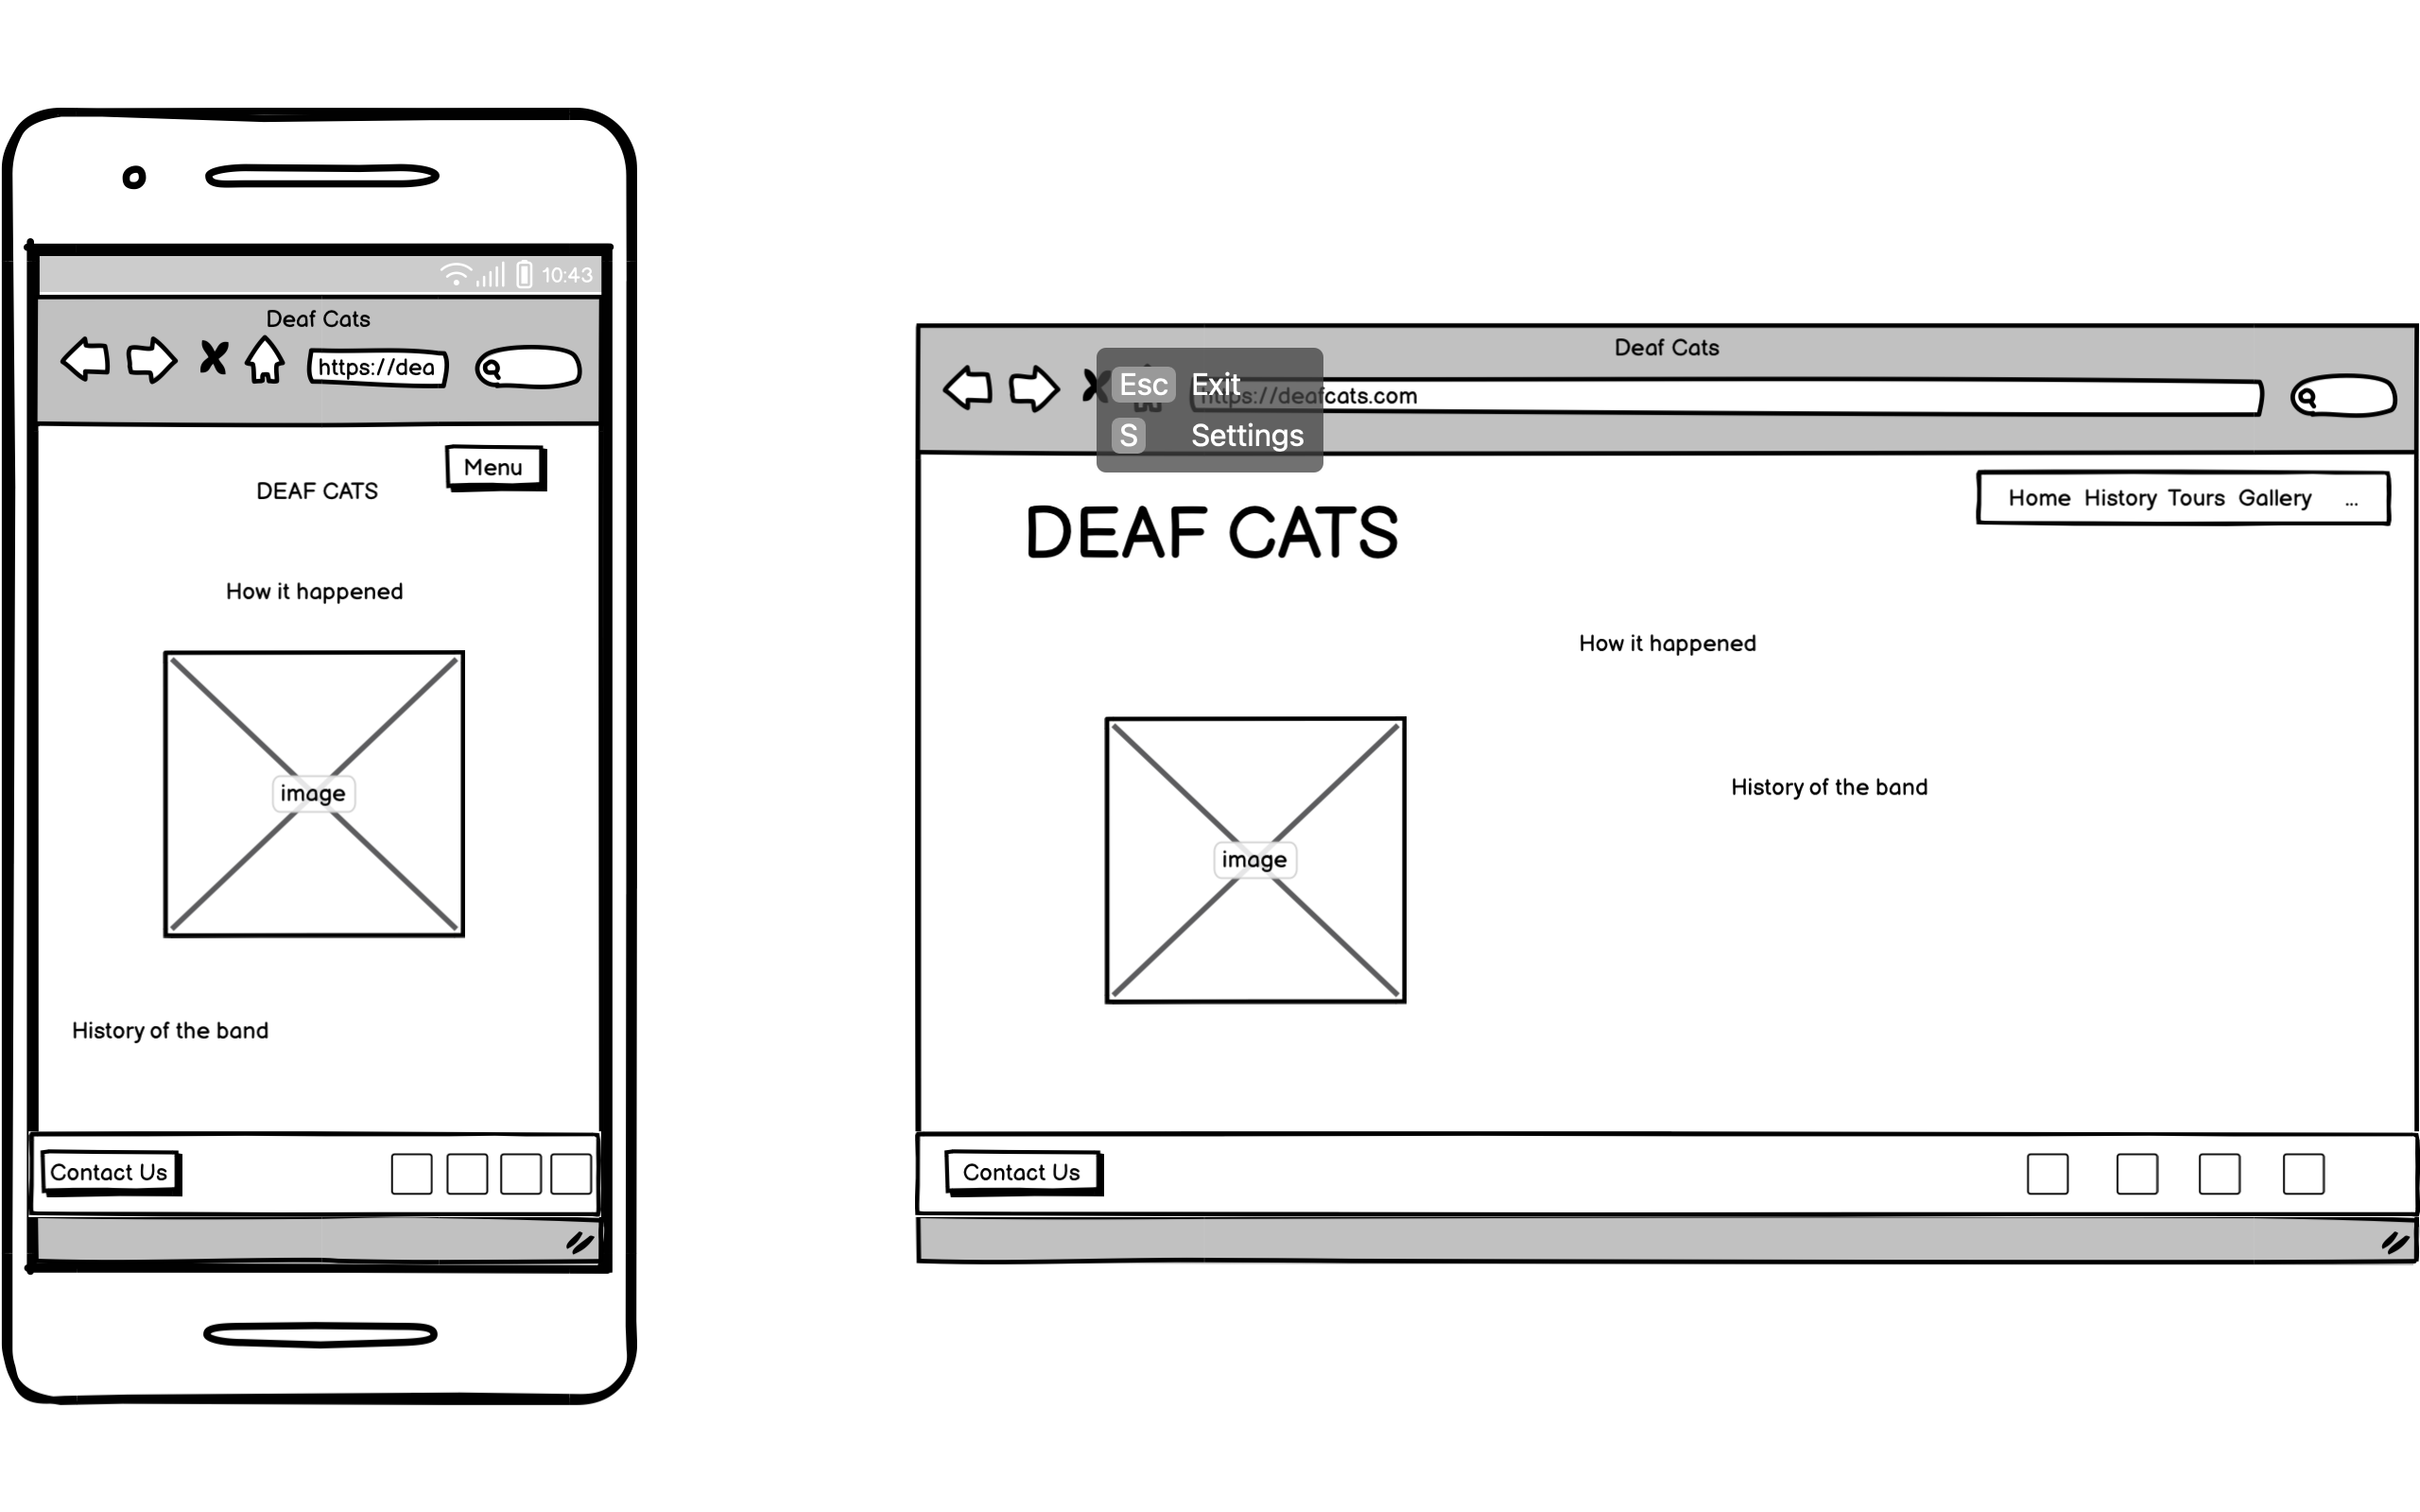 10:43
Deaf Cats
https://dea
Menu
DEAF CATS
How it happened
image
History of the band
Contact Us
Deaf Cats
Esc Exit
https://deafcats.com
S Settings
Home History Tours Gallery ...
DEAF CATS
How it happened
History of the band
image
Contact Us